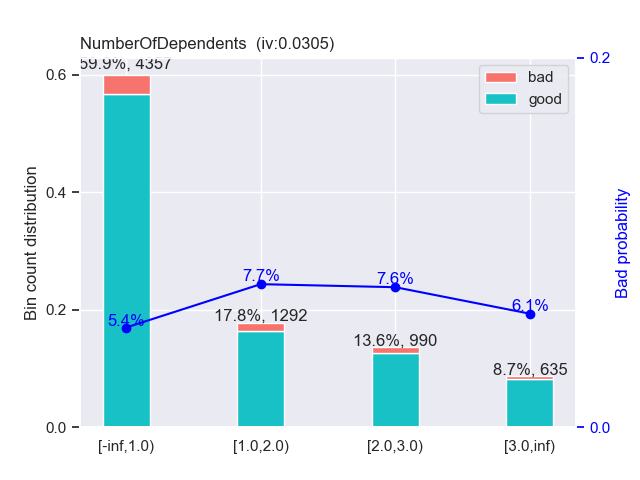 NumberOfDependents  (iv:0.0305)
59.9%, 4357
bad
good
0.6
0.4
0.2
0.0
Bin count distribution
0.2
0.0
Bad probability
5.4%
7.7%
7.6%
6.1%
17.8%, 1292
13.6%, 990
8.7%, 635
[-inf,1.0)
[1.0,2.0)
[2.0,3.0)
[3.0,inf)